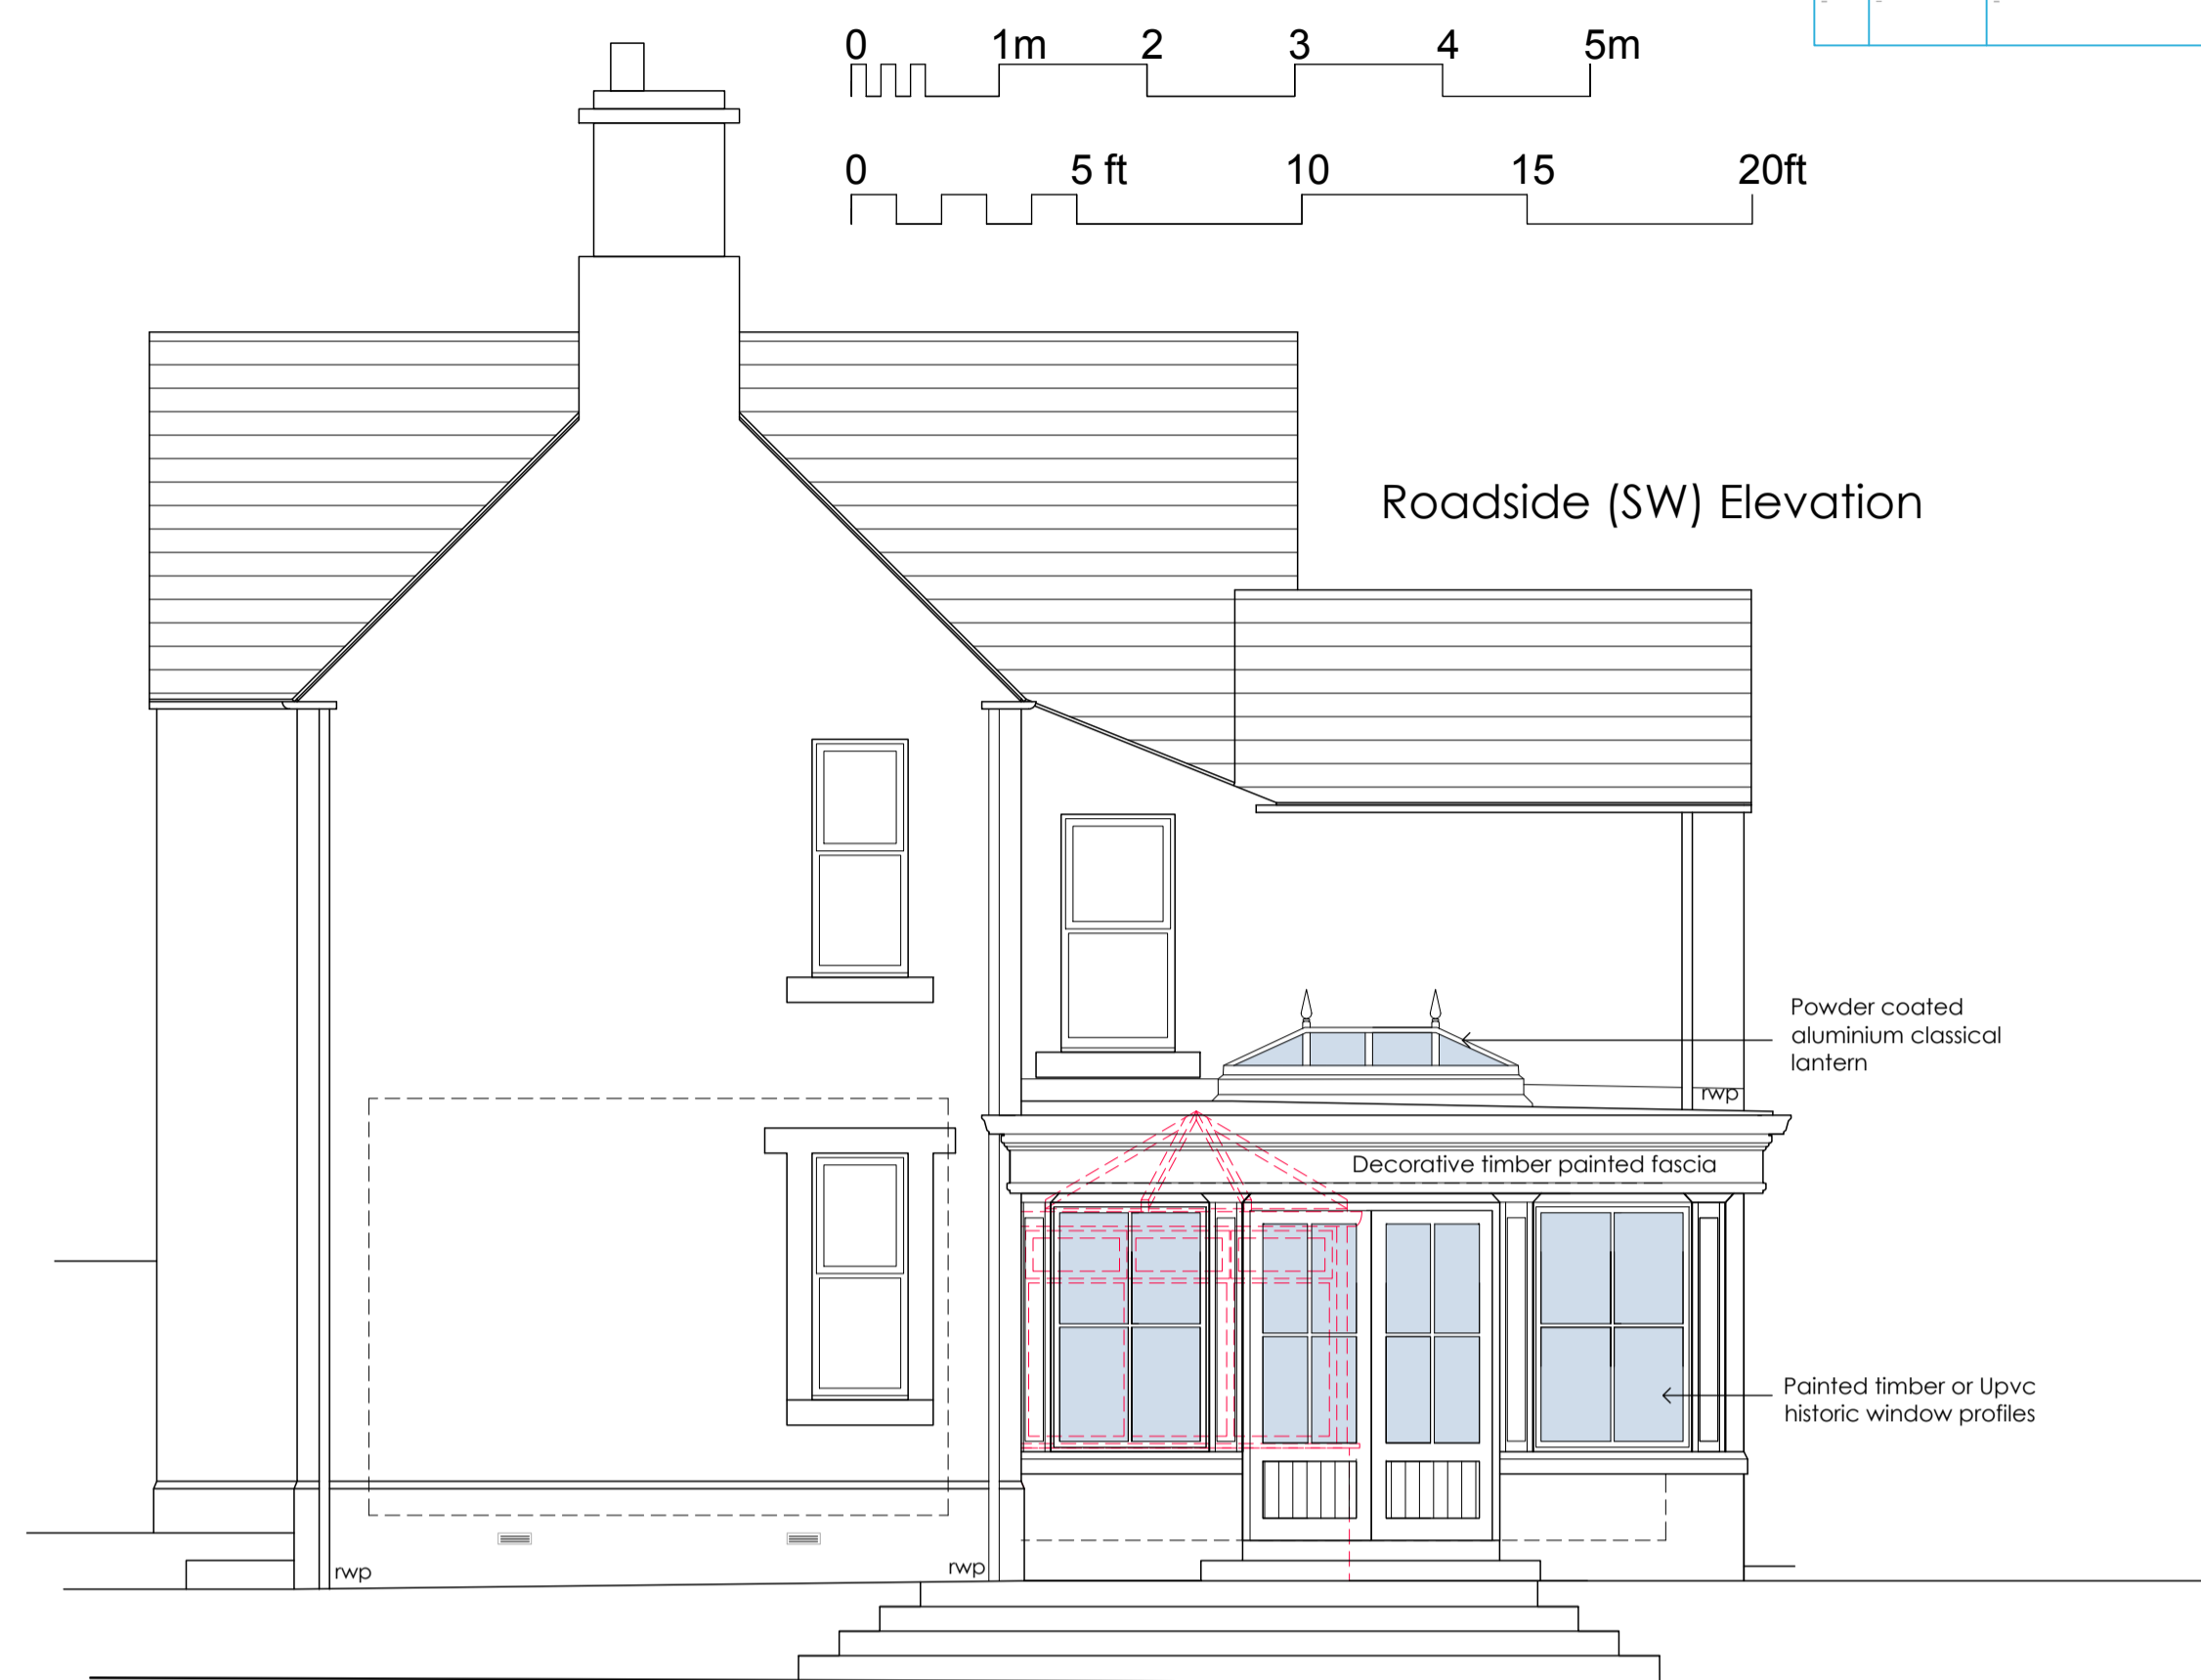 0 1m 2 3 4 5m
0 5 ft 10 15 20ft
Roadside (SW) Elevation
Powder coated
aluminium classical
lantern
rwp
Decorative timber painted fascia
Painted timber or Upvc
historic window profiles
rwp
rwp